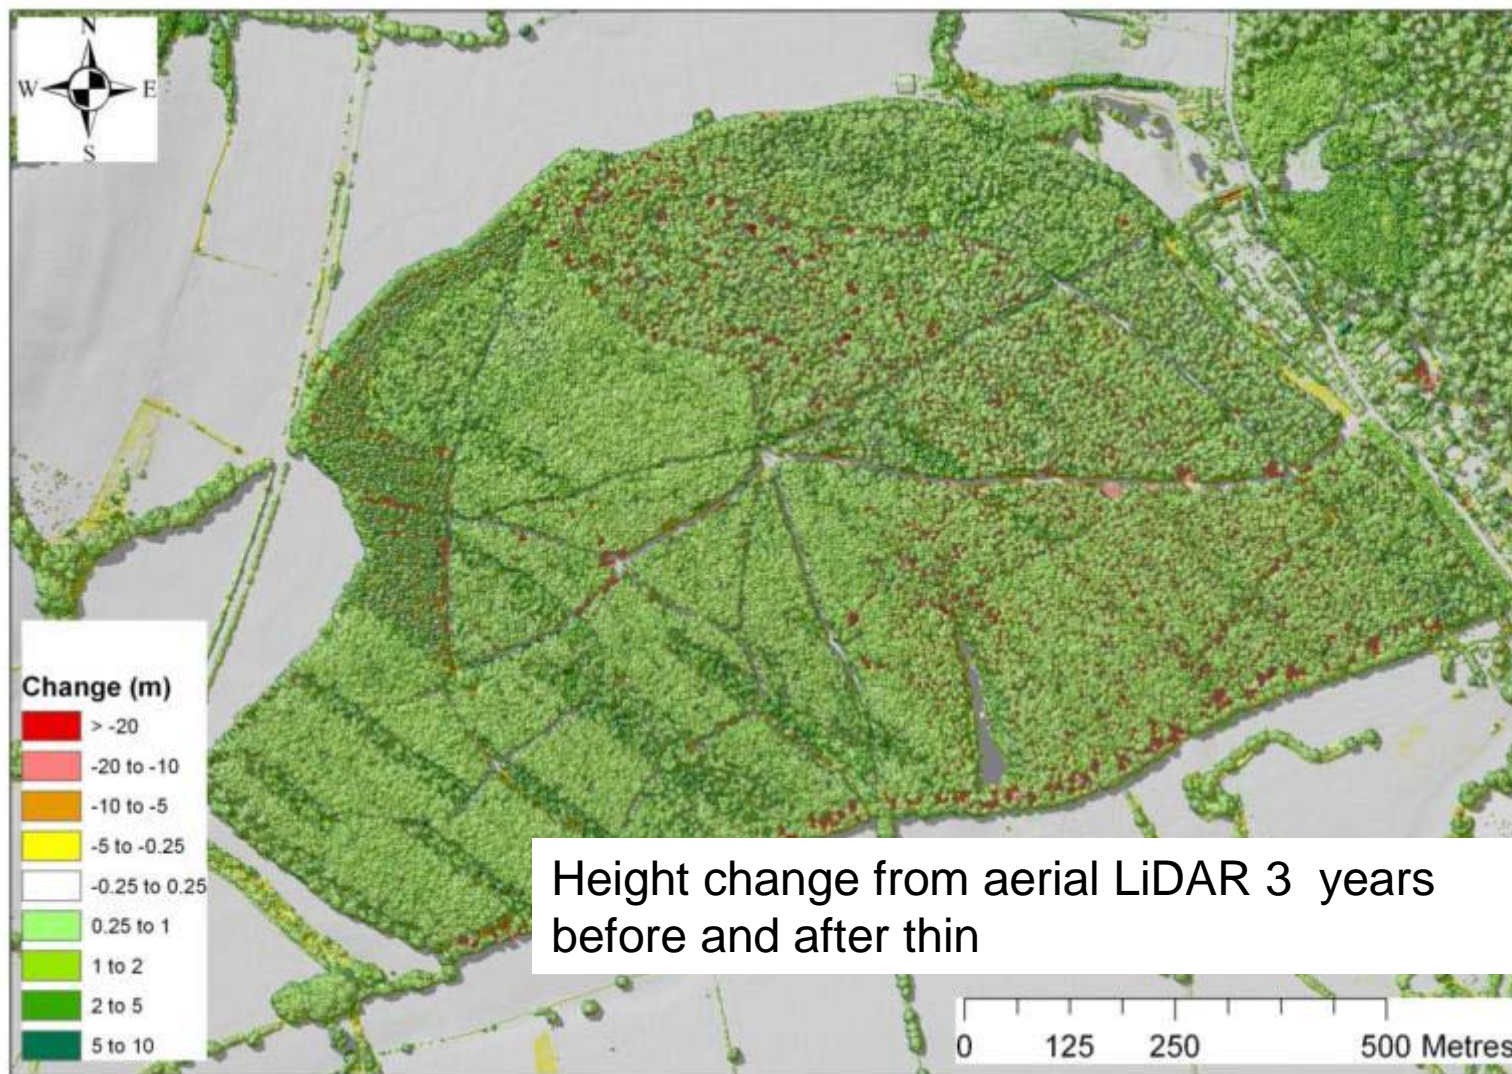 N
W E
S
Change (m)
> -20
-20 to -10
-10 to -5
-5 to -0.25
-0.25 to 0.25
0.25 to 1
1 to 2
2 to 5
5 to 10
Height change from aerial LiDAR 3 years
before and after thin
0 125 250 500 Metres